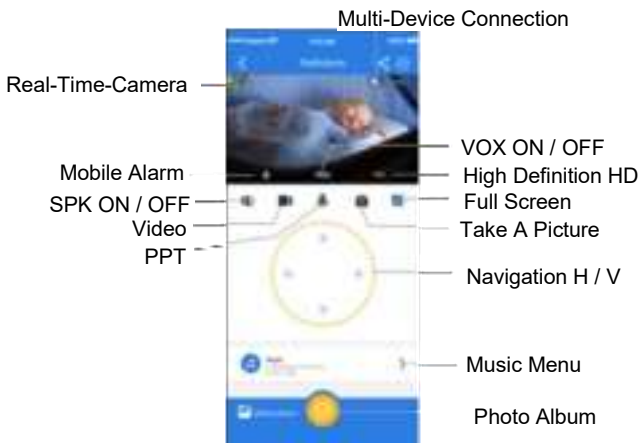 Multi-Device Connection
Real-Time-Camera
VOX ON / OFF
Mobile Alarm
High Definition HD
SPK ON / OFF
Full Screen
Video
Take A Picture
PPT
Navigation H / V
Music Menu
Photo Album